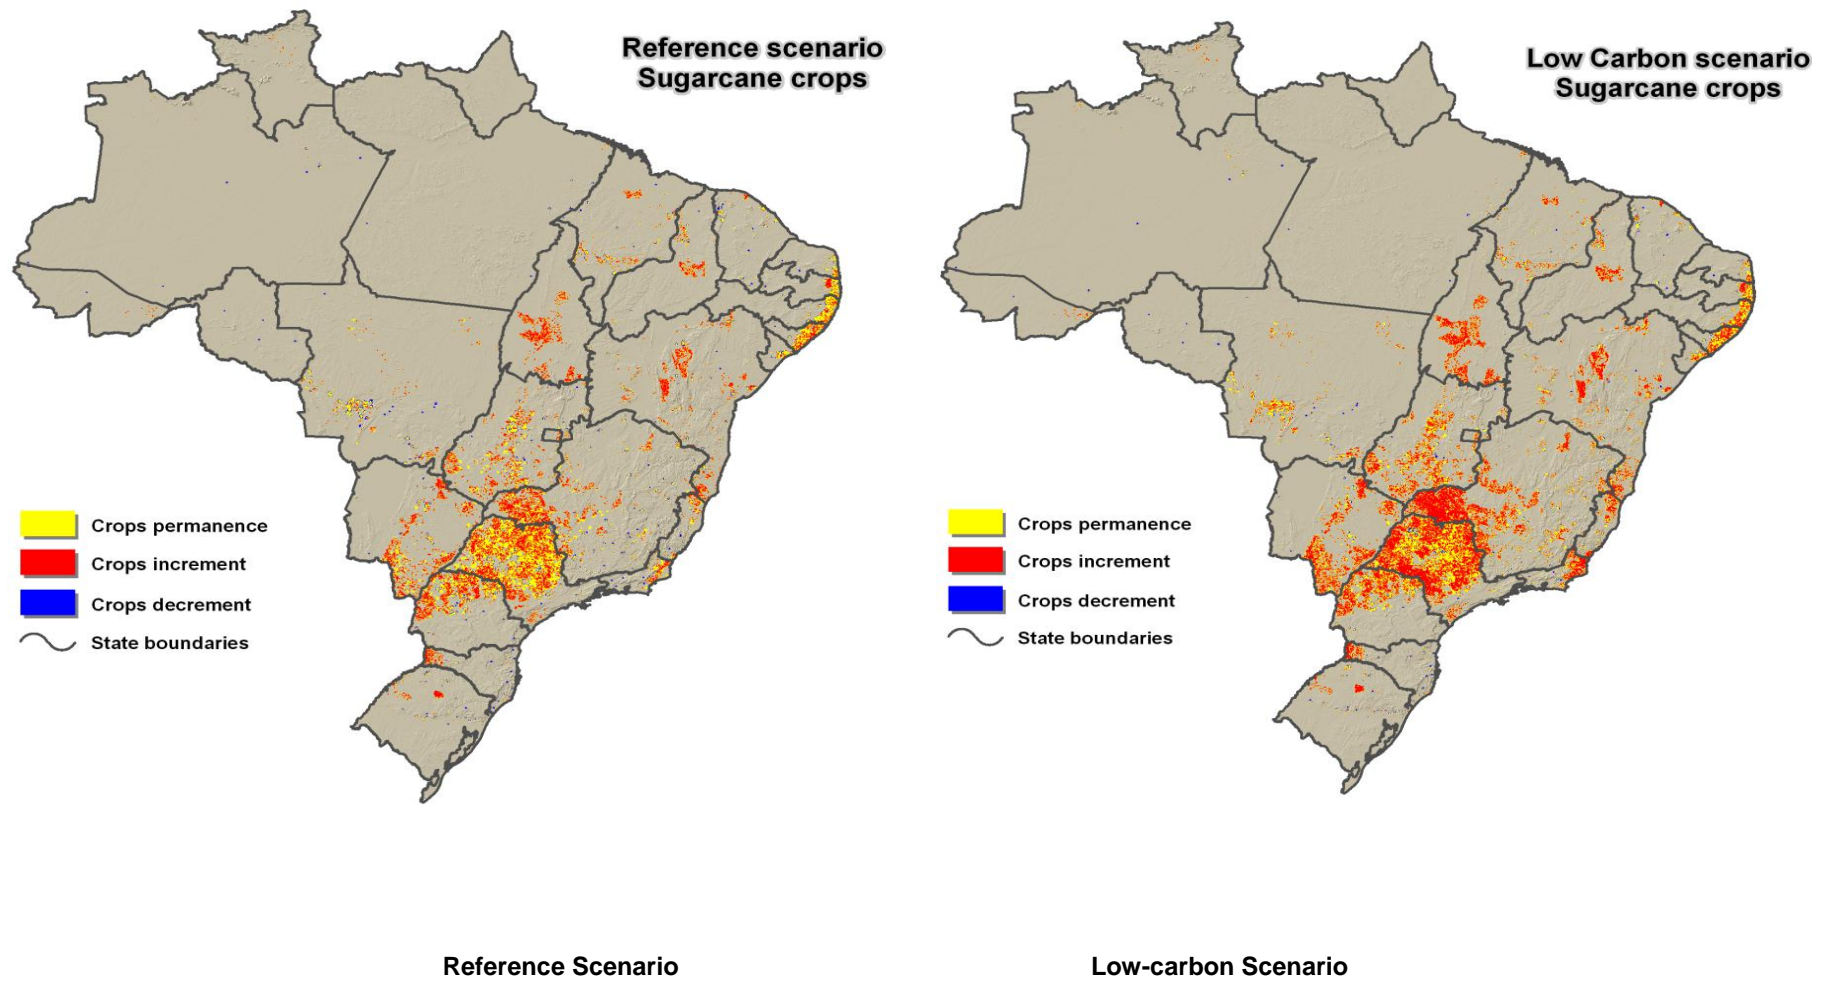 Reference scenario
Sugarcane crops
Crops permanence
Crops increment
Crops decrement
State boundaries
Low Carbon scenario
Sugarcane crops
Crops permanence
Crops increment
Crops decrement
State boundaries
Reference Scenario
Low-carbon Scenario